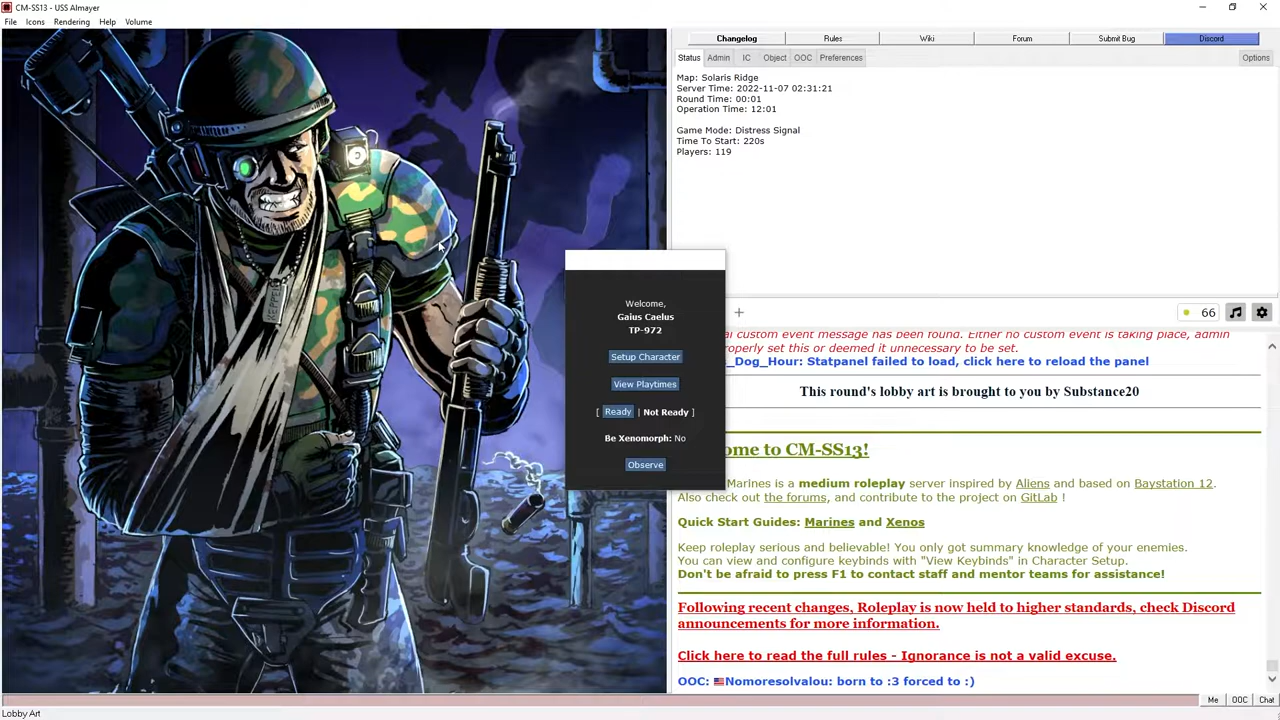 CM-SS13 - USS Almayer
File Icons Rendering Help Volume
Changelog Rules Wiki Forum Submit Bug Discord
Status Admin IC Object OOC Preferences Options
Map: Solaris Ridge
Server Time: 2022-11-07 02:31:21
Round Time: 00:01
Operation Time: 12:01
Game Mode: Distress Signal
Time To Start: 220s
Players: 119
KEPPEL
Welcome,
Gaius Caelus
TP-972
Setup Character
View Playtimes
[ Ready | Not Ready ]
Be Xenomorph: No
Observe
+ 66
al custom event message has been found. Either no custom event is taking place, admin
roperly set this or deemed it unnecessary to be set.
_Dog_Hour: Statpanel failed to load, click here to reload the panel
This round's lobby art is brought to you by Substance20
ome to CM-SS13!
Marines is a medium roleplay server inspired by Aliens and based on Baystation 12.
Also check out the forums, and contribute to the project on GitLab !
Quick Start Guides: Marines and Xenos
Keep roleplay serious and believable! You only got summary knowledge of your enemies.
You can view and configure keybinds with "View Keybinds" in Character Setup.
Don't be afraid to press F1 to contact staff and mentor teams for assistance!
Following recent changes, Roleplay is now held to higher standards, check Discord
announcements for more information.
Click here to read the full rules - Ignorance is not a valid excuse.
OOC: Nomoresolvalou: born to :3 forced to :)
Me OOC Chat
Lobby Art